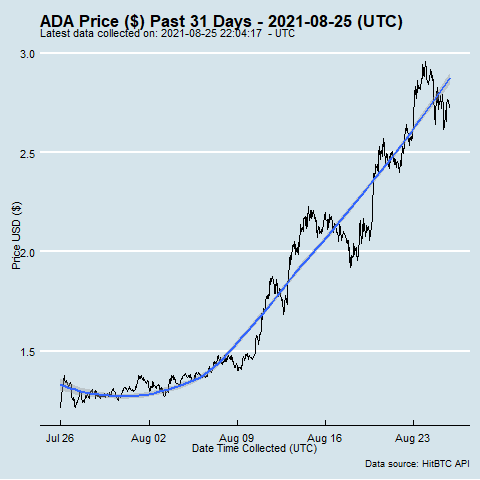 ADA Price ($) Past 31 Days - 2021-08-25 (UTC)
Latest data collected on: 2021-08-25 22:04:17 - UTC
3.0
2.5
2.0
1.5
Price USD ($)
Jul 26 Aug 02 Aug 09 Aug 16 Aug 23
Date Time Collected (UTC)
Data source: HitBTC API